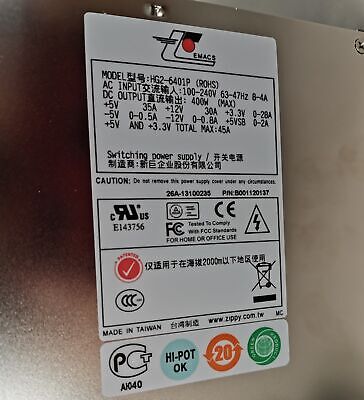 EMACS
MODEL型号:HG2-6401P (ROHS)
AC INPUT交流输入:100-240V 63-47Hz 8-4A
DC OUTPUT直流输出:400W (MAX)
+5V 35A +12V 30A +3.3V 0-28A
-5V 0-0.5A -12V 0-0.8A +5VSB 0-2A
+5V AND +3.3V TOTAL MAX:45A
Switching power supply / 开关电源
制造商:新巨企业股份有限公司
CAUTION: Do not remove this power supply cover under any circumstances.
26A-13100235 P/N:B001120137
c RU US
E143756
Tested To Comply
With FCC Standards
FOR HOME OR OFFICE USE
仅适用于在海拔2000m以下地区使用
CCC
MADE IN TAIWAN 台湾制造
www.zippy.com.tw MC
AЮ40
HI-POT
OK
20